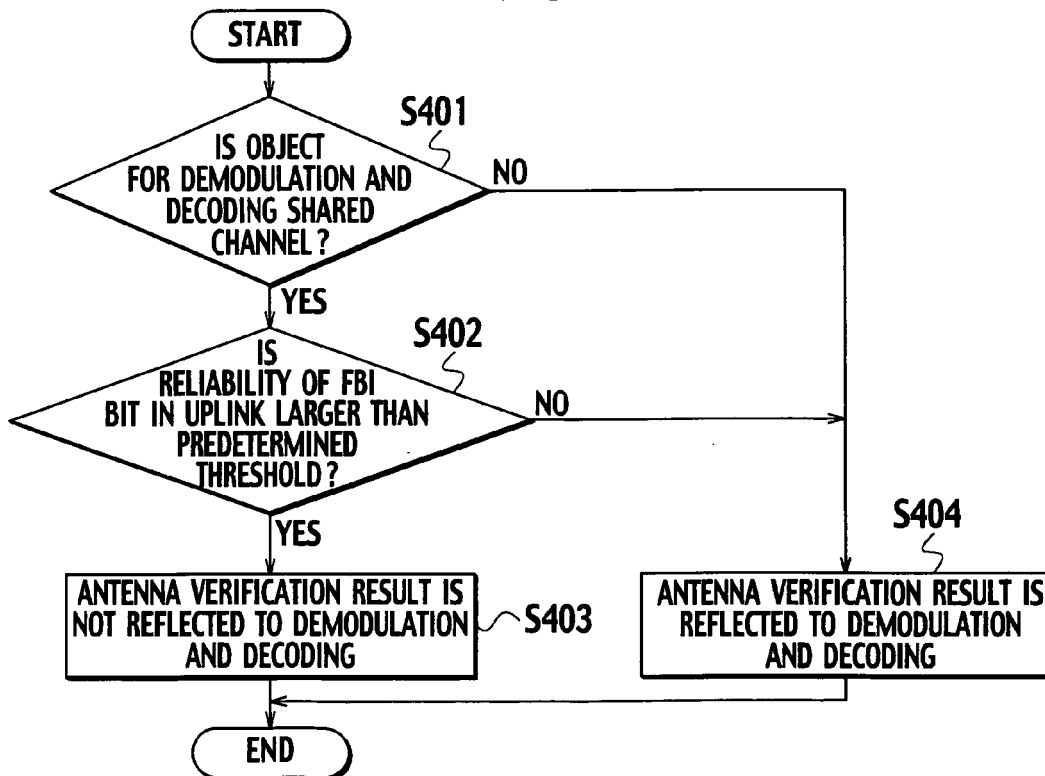 START
S401
IS OBJECT
FOR DEMODULATION AND
DECODING SHARED
CHANNEL?
NO
YES
S402
IS
RELIABILITY OF FBI
BIT IN UPLINK LARGER THAN
PREDETERMINED
THRESHOLD?
NO
YES
ANTENNA VERIFICATION RESULT IS
NOT REFLECTED TO DEMODULATION
AND DECODING
S403
S404
ANTENNA VERIFICATION RESULT IS
REFLECTED TO DEMODULATION
AND DECODING
END